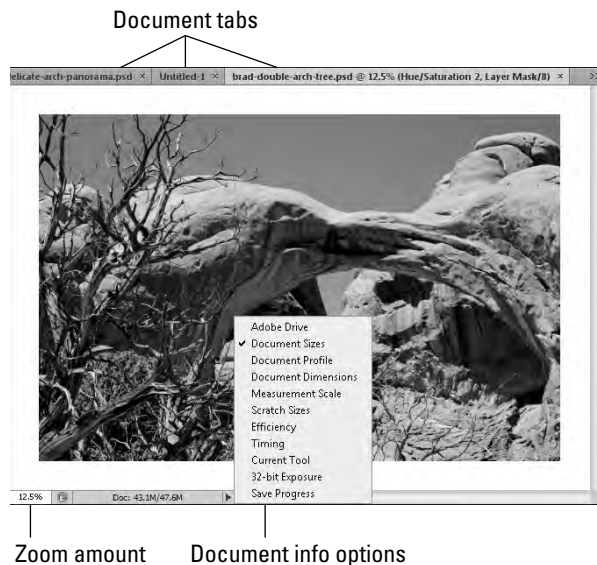 Document tabs
elicate-arch-panorama.psd × Untitled-1 × brad-double-arch-tree.psd @ 12.5% (Hue/Saturation 2, Layer Mask/8) × >>
Adobe Drive
✔ Document Sizes
Document Profile
Document Dimensions
Measurement Scale
Scratch Sizes
Efficiency
Timing
Current Tool
32-bit Exposure
Save Progress
12.5% Doc: 43.1M/47.6M
Zoom amount Document info options